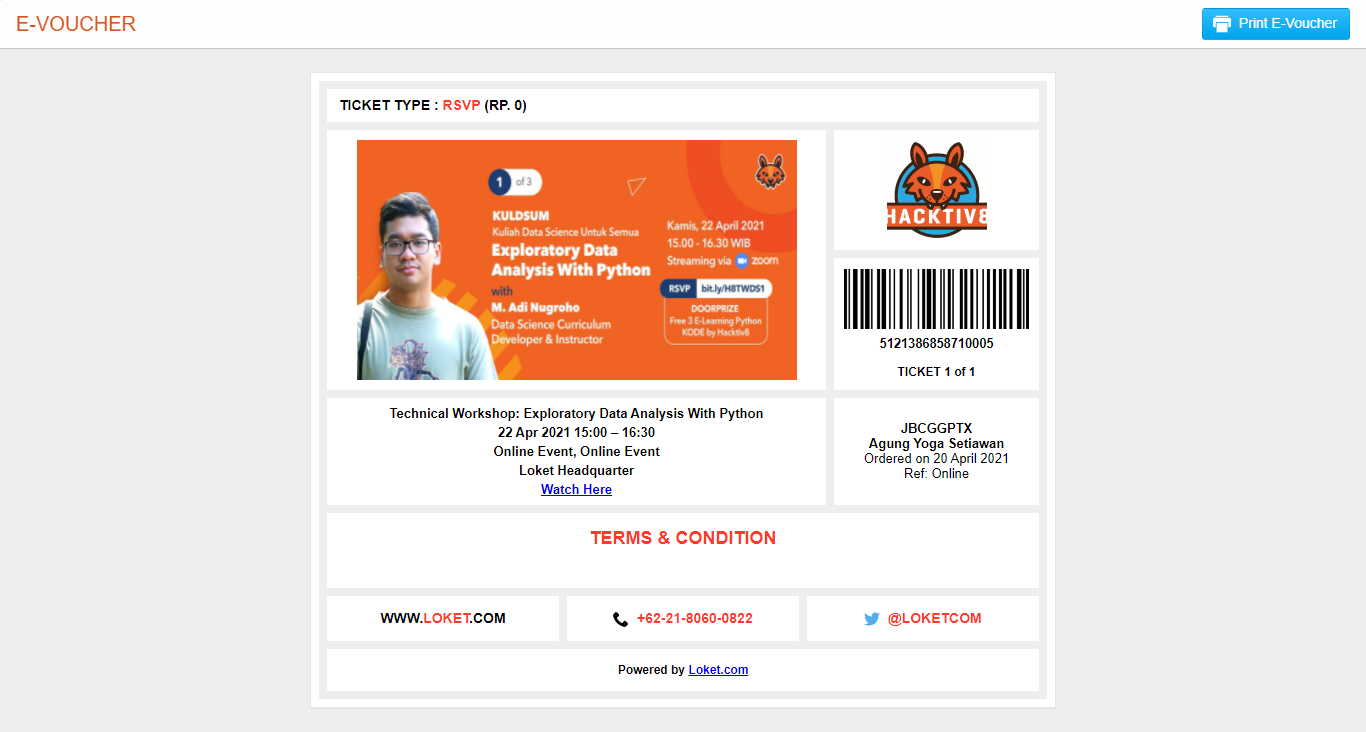 E-VOUCHER
Print E-Voucher
TICKET TYPE : RSVP (RP. 0)
1 of 3
KULDSUM
Kuliah Data Science Untuk Semua
Exploratory Data
Analysis With Python
with
M. Adi Nugroho
Data Science Curriculum
Developer & Instructor
Kamis, 22 April 2021
15.00 - 16.30 WIB
Streaming via zoom
RSVP bit.ly/H8TWDS1
DOORPRIZE
Free 3 E-Learning Python
KODE by Hacktiv8
HACKTIV8
5121386858710005
TICKET 1 of 1
Technical Workshop: Exploratory Data Analysis With Python
22 Apr 2021 15:00 – 16:30
Online Event, Online Event
Loket Headquarter
Watch Here
JBCGGPTX
Agung Yoga Setiawan
Ordered on 20 April 2021
Ref: Online
TERMS & CONDITION
WWW.LOKET.COM
+62-21-8060-0822
@LOKETCOM
Powered by Loket.com